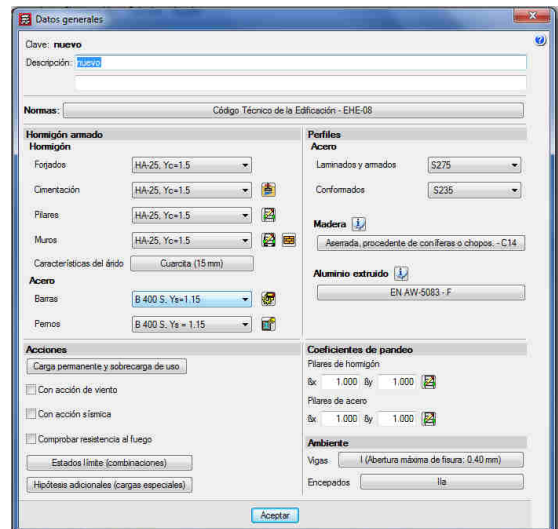 Datos generales
Clave: nuevo
Descripción: nuevo
Normas: Código Técnico de la Edificación - EHE-08
Hormigón armado
Hormigón
Forjados HA-25, Yc=1.5
Cimentación HA-25, Yc=1.5
Pilares HA-25, Yc=1.5
Muros HA-25, Yc=1.5
Características del árido Cuarcita (15 mm)
Acero
Barras B 400 S, Ys=1.15
Pernos B 400 S, Ys = 1.15
Perfiles
Acero
Laminados y armados S275
Conformados S235
Madera
Aserrada, procedente de coníferas o chopos. - C14
Aluminio extruido
EN AW-5083 - F
Acciones
Carga permanente y sobrecarga de uso
Con acción de viento
Con acción sísmica
Comprobar resistencia al fuego
Estados límite (combinaciones)
Hipótesis adicionales (cargas especiales)
Coeficientes de pandeo
Pilares de hormigón
ßx 1.000 ßy 1.000
Pilares de acero
ßx 1.000 ßy 1.000
Ambiente
Vigas I (Abertura máxima de fisura: 0.40 mm)
Encepados IIa
Aceptar